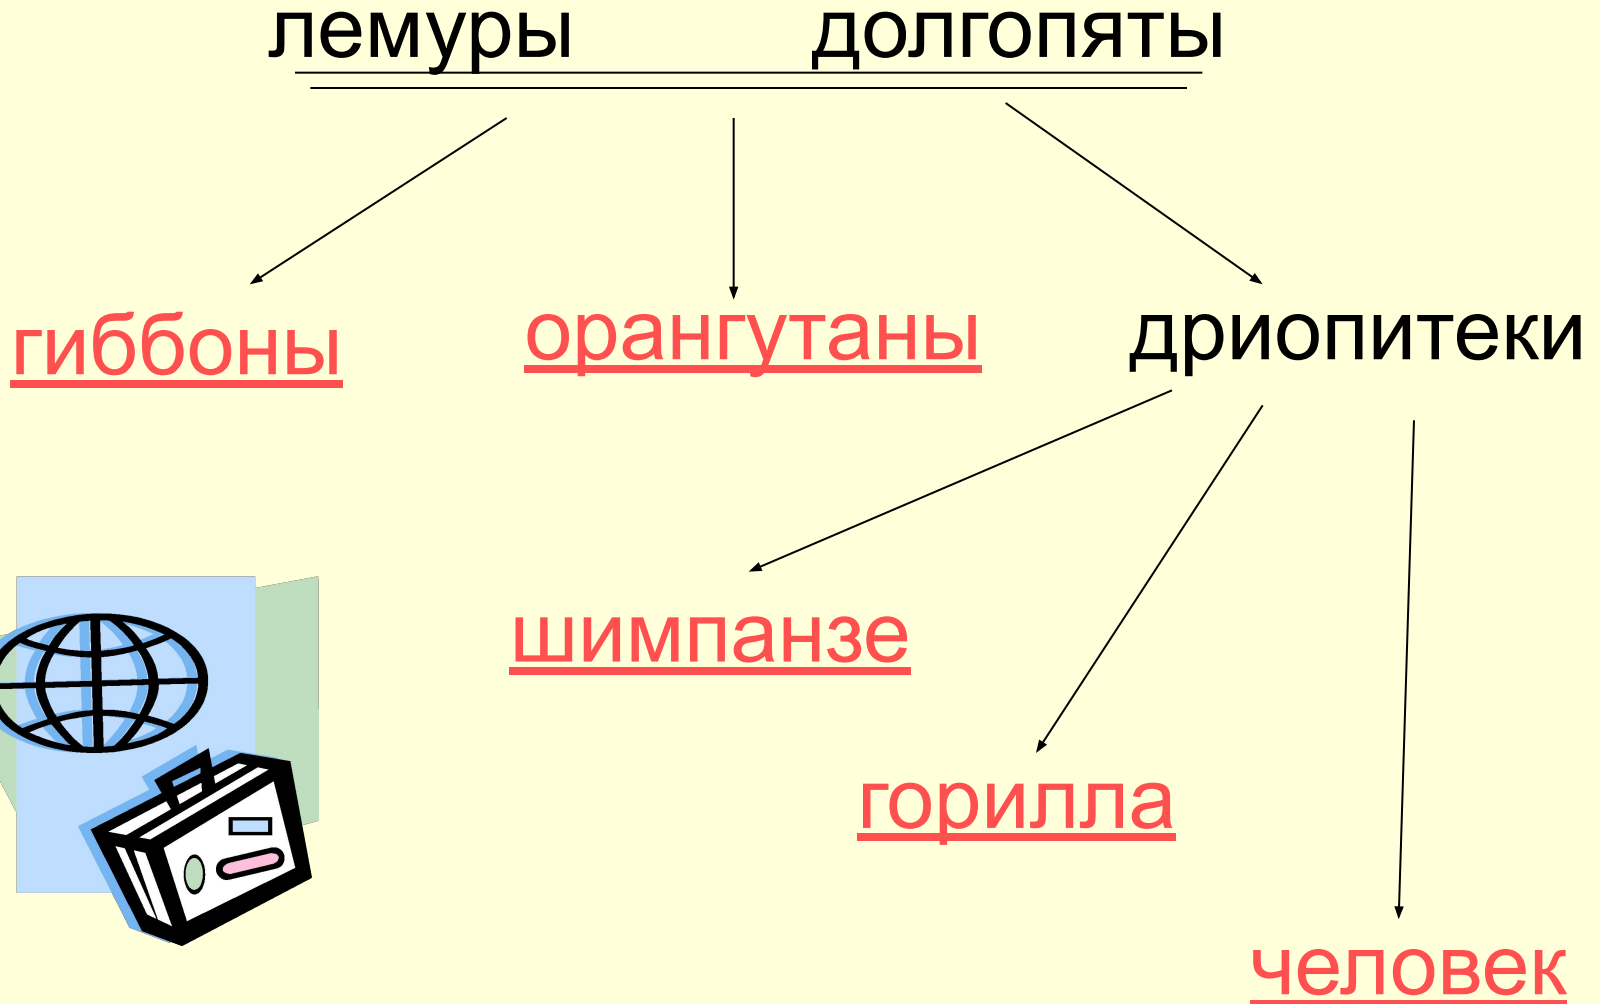 лемуры долгопяты
гиббоны орангутаны дриопитеки
шимпанзе
горилла
человек